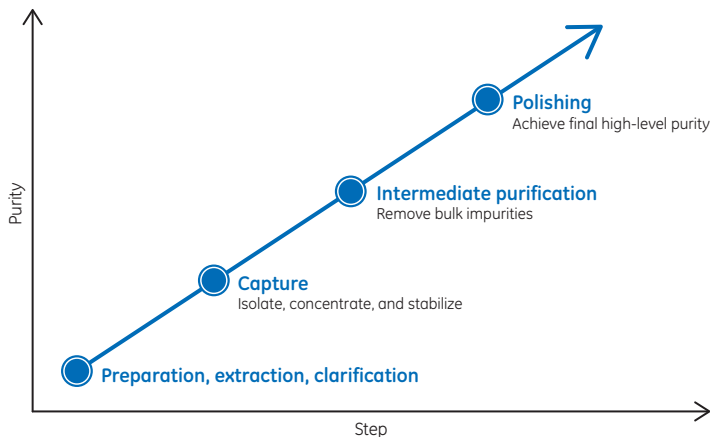 Polishing
Achieve final high-level purity
Intermediate purification
Remove bulk impurities
Purity
Capture
Isolate, concentrate, and stabilize
Preparation, extraction, clarification
Step